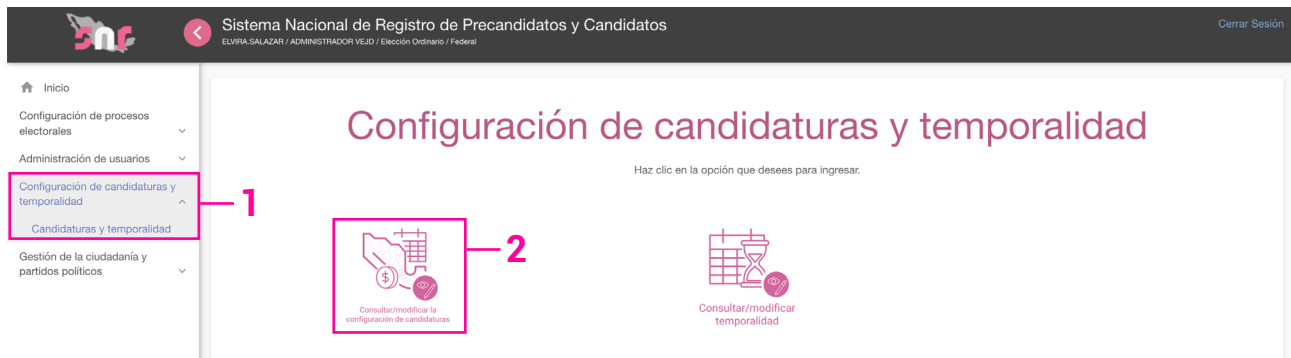 snr
Sistema Nacional de Registro de Precandidatos y Candidatos
ELVIRA.SALAZAR / ADMINISTRADOR VEJD / Elección Ordinario / Federal
Cerrar Sesión
Inicio
Configuración de procesos
electorales
Administración de usuarios
Configuración de candidaturas y
temporalidad
Candidaturas y temporalidad
Gestión de la ciudadanía y
partidos políticos
1
Configuración de candidaturas y temporalidad
Haz clic en la opción que desees para ingresar.
$
Consultar/modificar la
configuración de candidaturas
2
Consultar/modificar
temporalidad